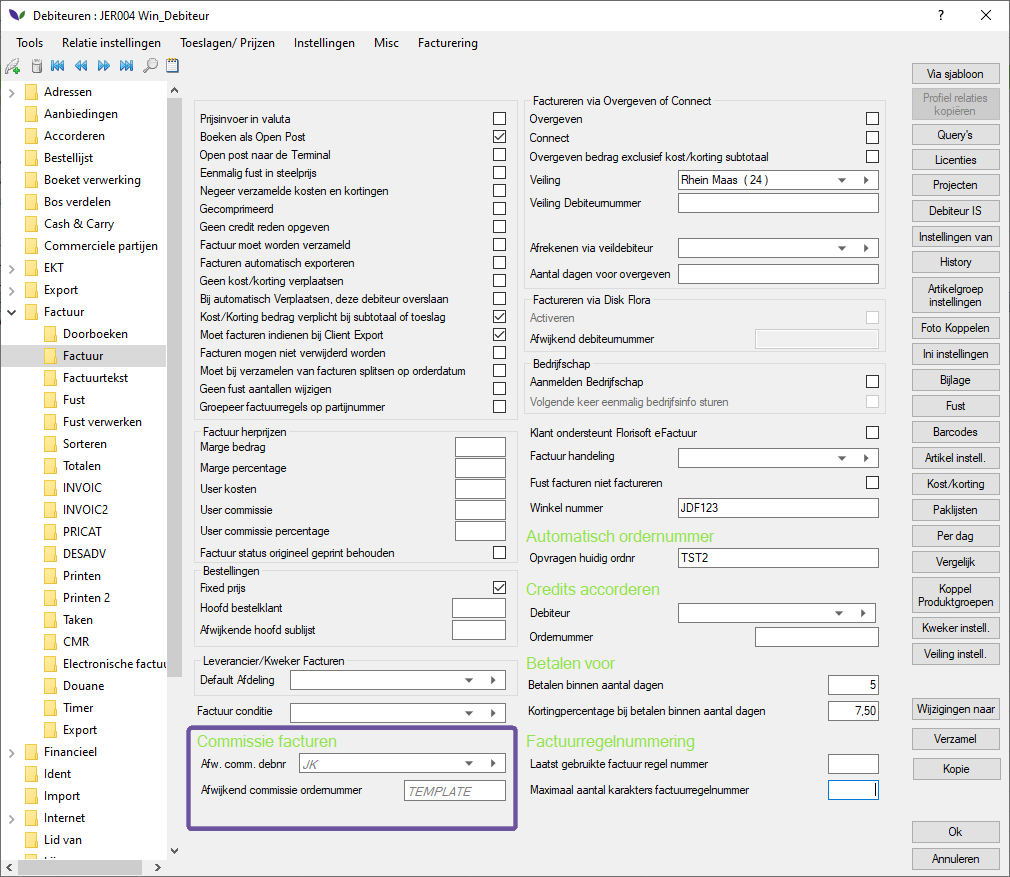 Debiteuren : JER004 Win_Debiteur
?
Tools Relatie instellingen Toeslagen/ Prijzen Instellingen Misc Facturering
Adressen
Aanbiedingen
Accorderen
Bestellijst
Boeket verwerking
Bos verdelen
Cash & Carry
Commerciele partijen
EKT
Export
Factuur
Doorboeken
Factuur
Factuurtekst
Fust
Fust verwerken
Sorteren
Totalen
INVOIC
INVOIC2
PRICAT
DESADV
Printen
Printen 2
Taken
CMR
Electronische factuu
Douane
Timer
Export
Financieel
Ident
Import
Internet
Lid van
Prijsinvoer in valuta
Boeken als Open Post
Open post naar de Terminal
Eenmalig fust in steelprijs
Negeer verzamelde kosten en kortingen
Gecomprimeerd
Geen credit reden opgeven
Factuur moet worden verzameld
Facturen automatisch exporteren
Geen kost/korting verplaatsen
Bij automatisch Verplaatsen, deze debiteur overslaan
Kost/Korting bedrag verplicht bij subtotaal of toeslag
Moet facturen indienen bij Client Export
Facturen mogen niet verwijderd worden
Moet bij verzamelen van facturen splitsen op orderdatum
Geen fust aantallen wijzigen
Groepeer factuurregels op partijnummer
Factuur herprijzen
Marge bedrag
Marge percentage
User kosten
User commissie
User commissie percentage
Factuur status origineel geprint behouden
Bestellingen
Fixed prijs
Hoofd bestelklant
Afwijkende hoofd sublijst
Leverancier/Kweker Facturen
Default Afdeling
Factuur conditie
Commissie facturen
Afw. comm. debnr JK
Afwijkend commissie ordernummer TEMPLATE
Factureren via Overgeven of Connect
Overgeven
Connect
Overgeven bedrag exclusief kost/korting subtotaal
Veiling Rhein Maas ( 24 )
Veiling Debiteurnummer
Afrekenen via veildebiteur
Aantal dagen voor overgeven
Factureren via Disk Flora
Activeren
Afwijkend debiteurnummer
Bedrijfschap
Aanmelden Bedrijfschap
Volgende keer eenmalig bedrijfsinfo sturen
Klant ondersteunt Florisoft eFactuur
Factuur handeling
Fust facturen niet factureren
Winkel nummer JDF123
Automatisch ordernummer
Opvragen huidig ordnr TST2
Credits accorderen
Debiteur
Ordernummer
Betalen voor
Betalen binnen aantal dagen 5
Kortingpercentage bij betalen binnen aantal dagen 7,50
Factuurregelnummering
Laatst gebruikte factuur regel nummer
Maximaal aantal karakters factuurregelnummer
Via sjabloon
Profiel relaties
kopiëren
Query's
Licenties
Projecten
Debiteur IS
Instellingen van
History
Artikelgroep
instellingen
Foto Koppelen
Ini instellingen
Bijlage
Fust
Barcodes
Artikel instell.
Kost/korting
Paklijsten
Per dag
Vergelijk
Koppel
Produktgroepen
Kweker instell.
Veiling instell.
Wijzigingen naar
Verzamel
Kopie
Ok
Annuleren